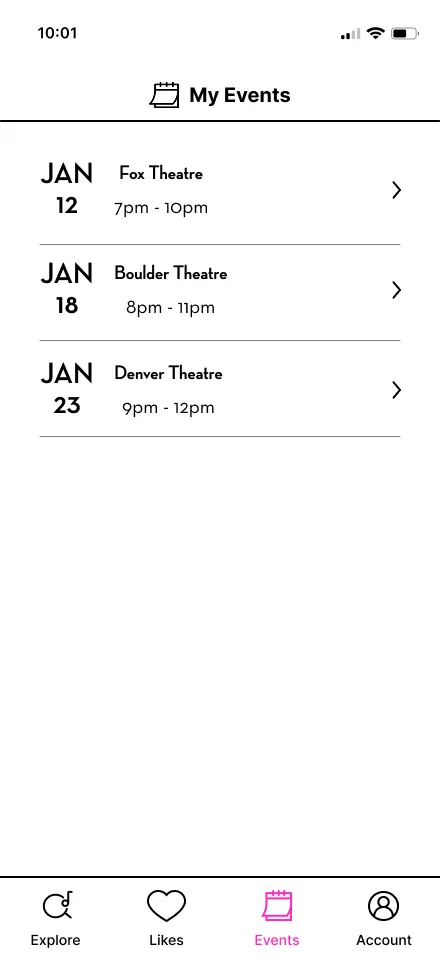 10:01
My Events
JAN
12
Fox Theatre
7pm - 10pm
JAN
18
Boulder Theatre
8pm - 11pm
JAN
23
Denver Theatre
9pm - 12pm
Explore
Likes
Events
Account